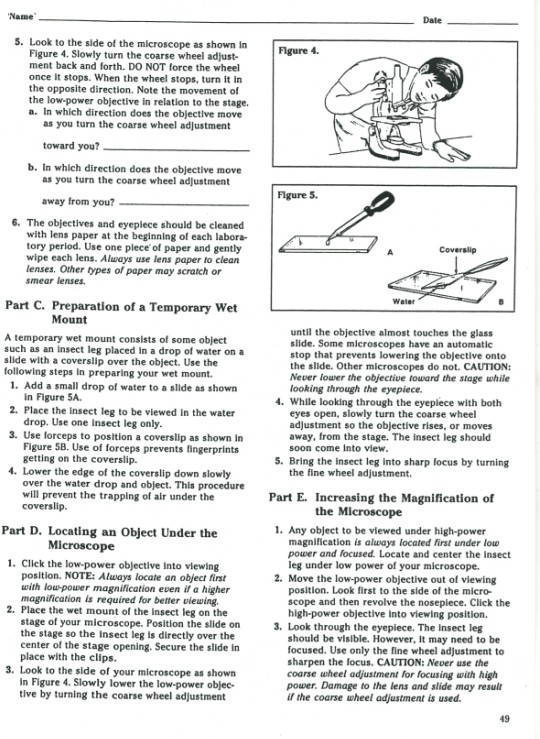 Name
Date
5. Look to the side of the microscope as shown in
Figure 4. Slowly turn the coarse wheel adjust-
ment back and forth. DO NOT force the wheel
once it stops. When the wheel stops, turn it in
the opposite direction. Note the movement of
the low-power objective in relation to the stage.
a. In which direction does the objective move
as you turn the coarse wheel adjustment
toward you?
b. In which direction does the objective move
as you turn the coarse wheel adjustment
away from you?
6. The objectives and eyepiece should be cleaned
with lens paper at the beginning of each labora-
tory period. Use one piece of paper and gently
wipe each lens. Always use lens paper to clean
lenses. Other types of paper may scratch or
smear lenses.
Part C. Preparation of a Temporary Wet
Mount
A temporary wet mount consists of some object
such as an insect leg placed in a drop of water on a
slide with a coverslip over the object. Use the
following steps in preparing your wet mount.
1. Add a small drop of water to a slide as shown
in Figure 5A.
2. Place the insect leg to be viewed in the water
drop. Use one insect leg only.
3. Use forceps to position a coverslip as shown in
Figure 5B. Use of forceps prevents fingerprints
getting on the coverslip.
4. Lower the edge of the coverslip down slowly
over the water drop and object. This procedure
will prevent the trapping of air under the
coverslip.
Part D. Locating an Object Under the
Microscope
1. Click the low-power objective into viewing
position. NOTE: Always locate an object first
with low-power magnification even if a higher
magnification is required for better viewing.
2. Place the wet mount of the insect leg on the
stage of your microscope. Position the slide on
the stage so the insect leg is directly over the
center of the stage opening. Secure the slide in
place with the clips.
3. Look to the side of your microscope as shown
in Figure 4. Slowly lower the low-power objec-
tive by turning the coarse wheel adjustment
Figure 4.
Figure 5.
A
Coverslip
Water
B
until the objective almost touches the glass
slide. Some microscopes have an automatic
stop that prevents lowering the objective onto
the slide. Other microscopes do not. CAUTION:
Never lower the objective toward the stage while
looking through the eyepiece.
4. While looking through the eyepiece with both
eyes open, slowly turn the coarse wheel
adjustment so the objective rises, or moves
away, from the stage. The insect leg should
soon come into view.
5. Bring the insect leg into sharp focus by turning
the fine wheel adjustment.
Part E. Increasing the Magnification of
the Microscope
1. Any object to be viewed under high-power
magnification is always located first under low
power and focused. Locate and center the insect
leg under low power of your microscope.
2. Move the low-power objective out of viewing
position. Look first to the side of the micro-
scope and then revolve the nosepiece. Click the
high-power objective into viewing position.
3. Look through the eyepiece. The insect leg
should be visible. However, it may need to be
focused. Use only the fine wheel adjustment to
sharpen the focus. CAUTION: Never use the
coarse wheel adjustment for focusing with high
power. Damage to the lens and slide may result
if the coarse wheel adjustment is used.
49